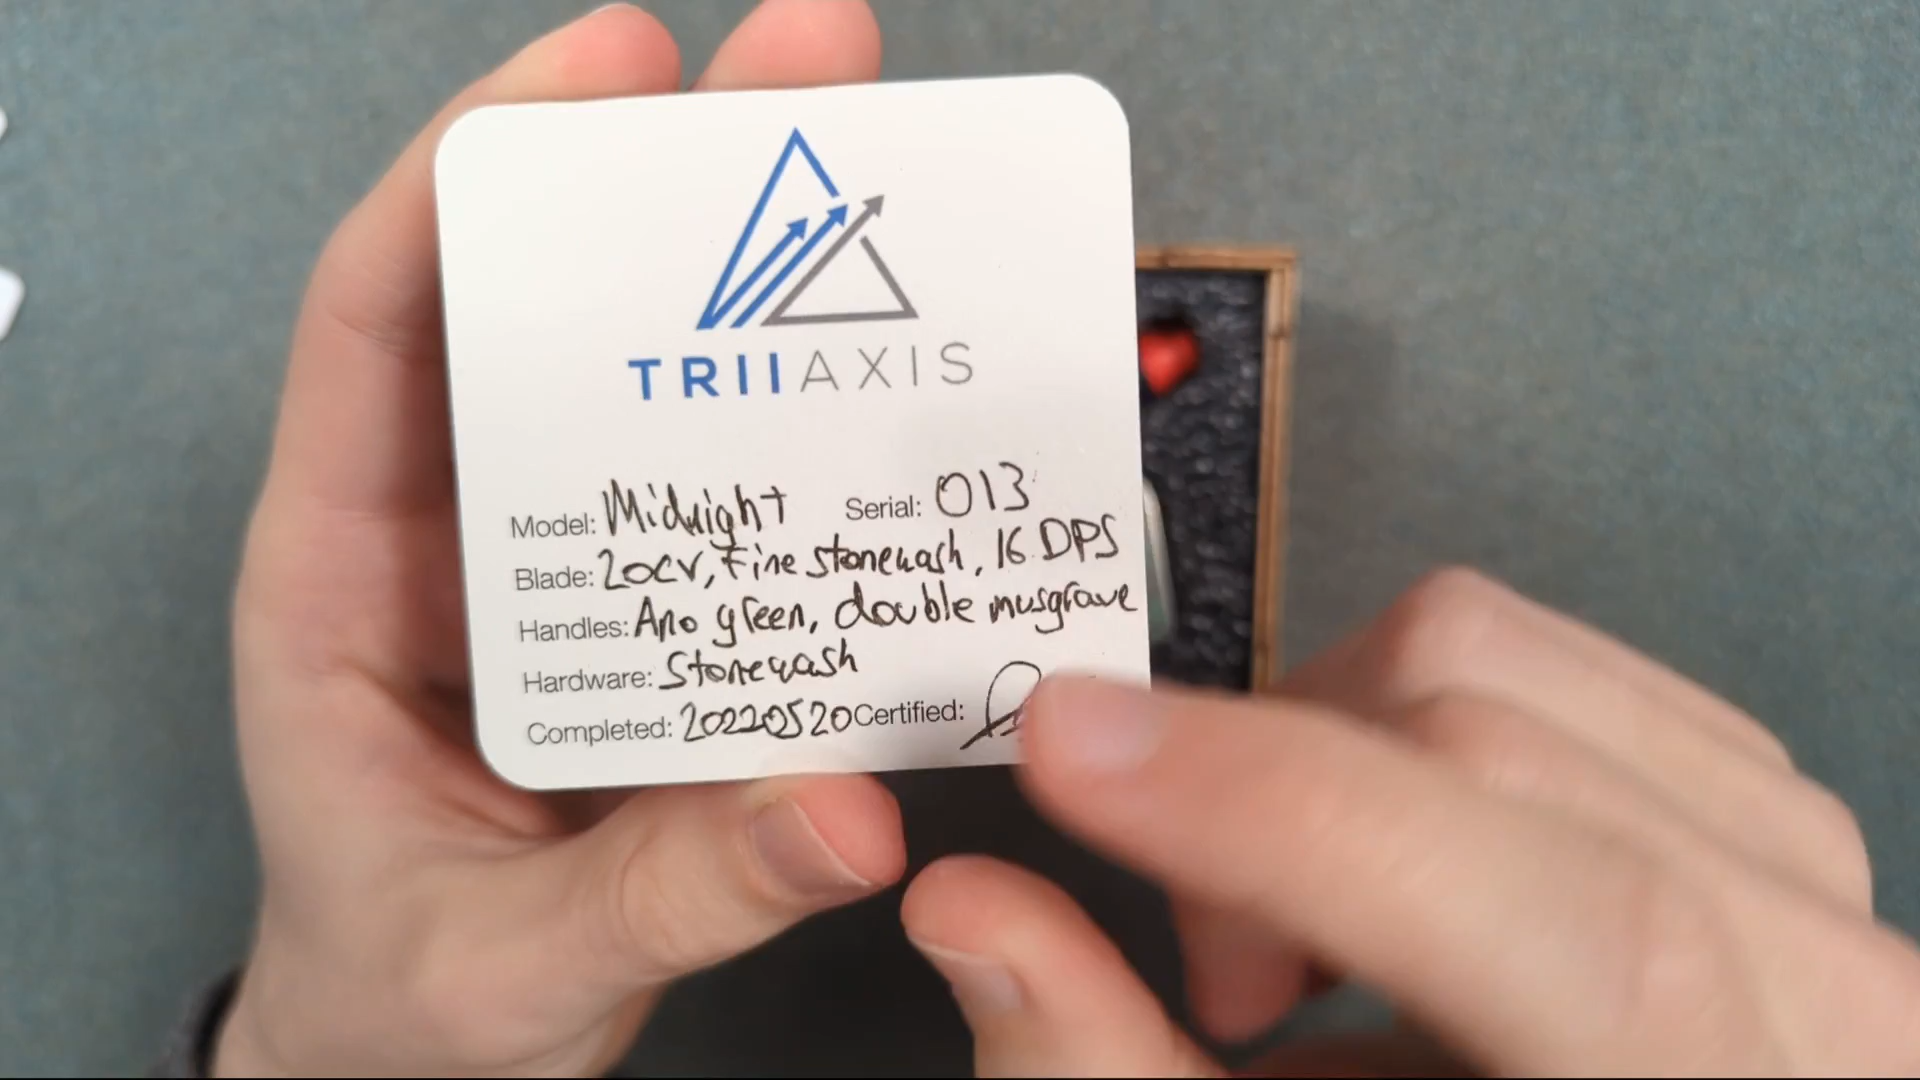 TRIIAXIS
Model: Midnight Serial: 013
Blade: 20CV, Fine stonewash, 16 DPS
Handles: Ano green, double musgrave
Hardware: Stonewash
Completed: 20220520 Certified: